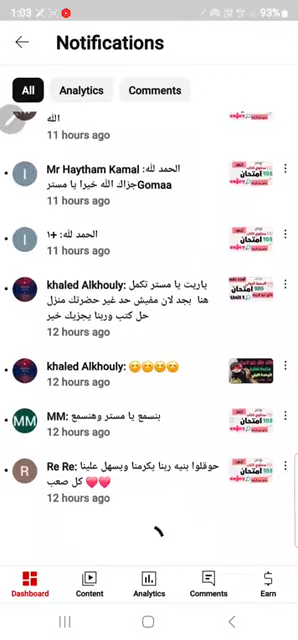 1:03
93%
Notifications
All
Analytics
Comments
الله
11 hours ago
Mr Haytham Kamal: الحمد لله
جزاك الله خيرا يا مستر Gomaa
11 hours ago
الحمد لله: +١
11 hours ago
khaled Alkhouly: ياريت يا مستر تكمل
هنا بجد لان مفيش حد غير حضرتك منزل
حل كتب وربنا يجزيك خير
12 hours ago
Unit 1
khaled Alkhouly: 😊😊😊😊
12 hours ago
MM
MM: بنسمع يا مستر وهنسمع
12 hours ago
R
Re Re: حوقلوا بنيه ربنا يكرمنا ويسهل علينا
كل صعب ❤️❤️
12 hours ago
امتحان
Dashboard
Content
Analytics
Comments
Earn